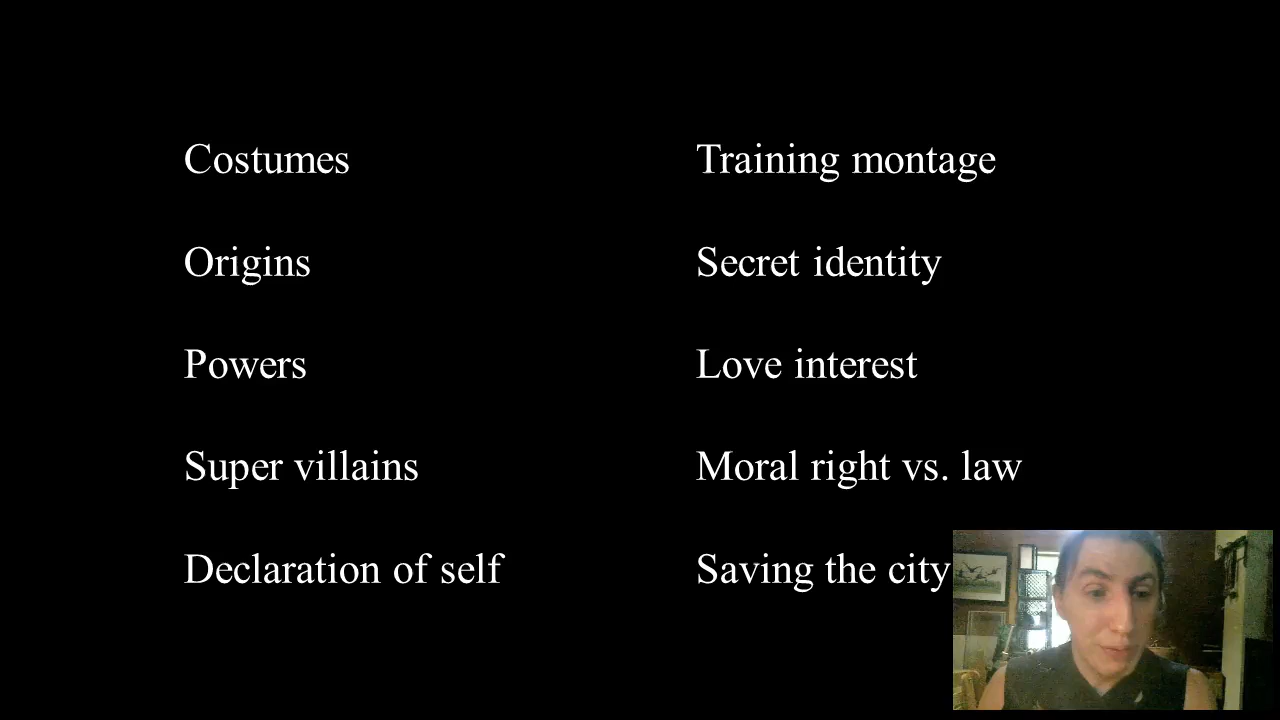 Costumes
Origins
Powers
Super villains
Declaration of self
Training montage
Secret identity
Love interest
Moral right vs. law
Saving the city